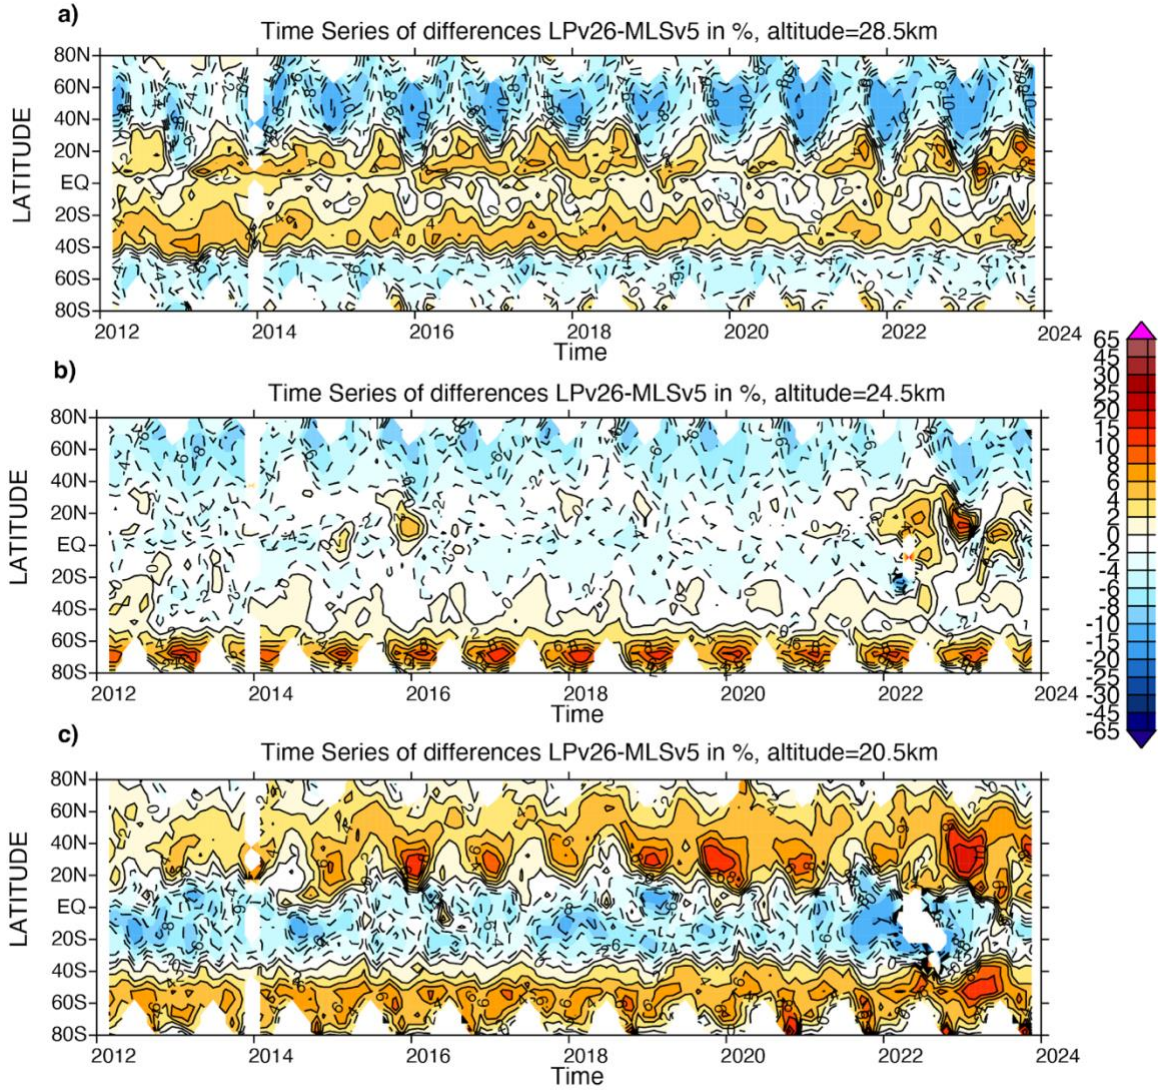 a)
Time Series of differences LPv26-MLSv5 in %, altitude=28.5km
LATITUDE
80N
60N
40N
20N
EQ
20S
40S
60S
80S
2012 2014 2016 2018 2020 2022 2024
Time
b)
Time Series of differences LPv26-MLSv5 in %, altitude=24.5km
LATITUDE
80N
60N
40N
20N
EQ
20S
40S
60S
80S
2012 2014 2016 2018 2020 2022 2024
Time
c)
Time Series of differences LPv26-MLSv5 in %, altitude=20.5km
LATITUDE
80N
60N
40N
20N
EQ
20S
40S
60S
80S
2012 2014 2016 2018 2020 2022 2024
Time
65
45
30
25
20
15
10
8
6
4
2
0
-2
-4
-6
-8
-10
-15
-20
-25
-30
-45
-65